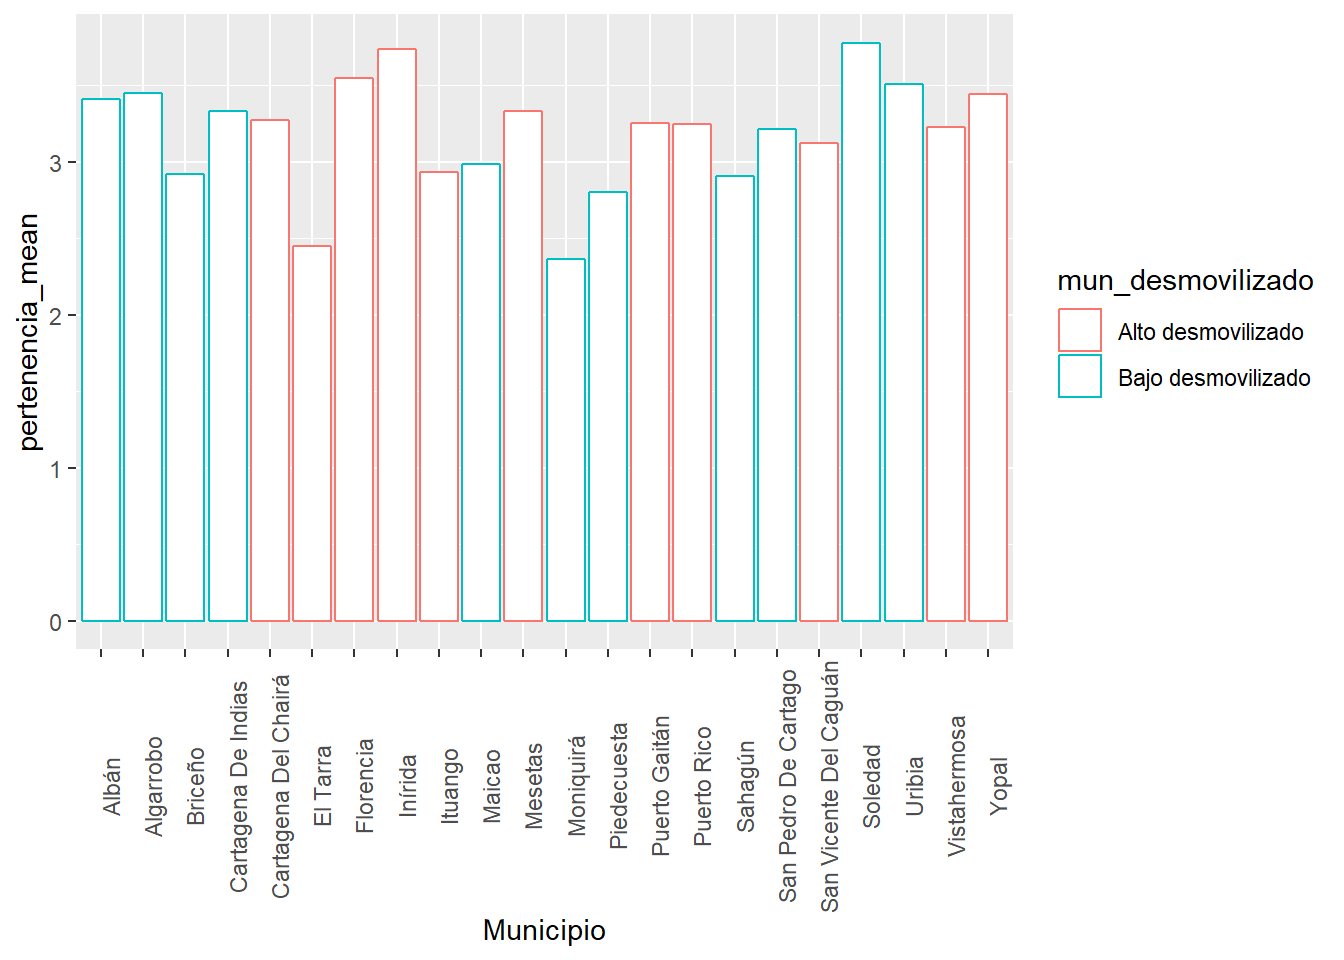 pertenencia_mean
3
2
1
0
Albán
Algarrobo
Briceño
Cartagena De Indias
Cartagena Del Chairá
El Tarra
Florencia
Inírida
Ituango
Maicao
Mesetas
Moniquirá
Piedecuesta
Puerto Gaitán
Puerto Rico
Sahagún
San Pedro De Cartago
San Vicente Del Caguán
Soledad
Uribia
Vistahermosa
Yopal
Municipio
mun_desmovilizado
Alto desmovilizado
Bajo desmovilizado